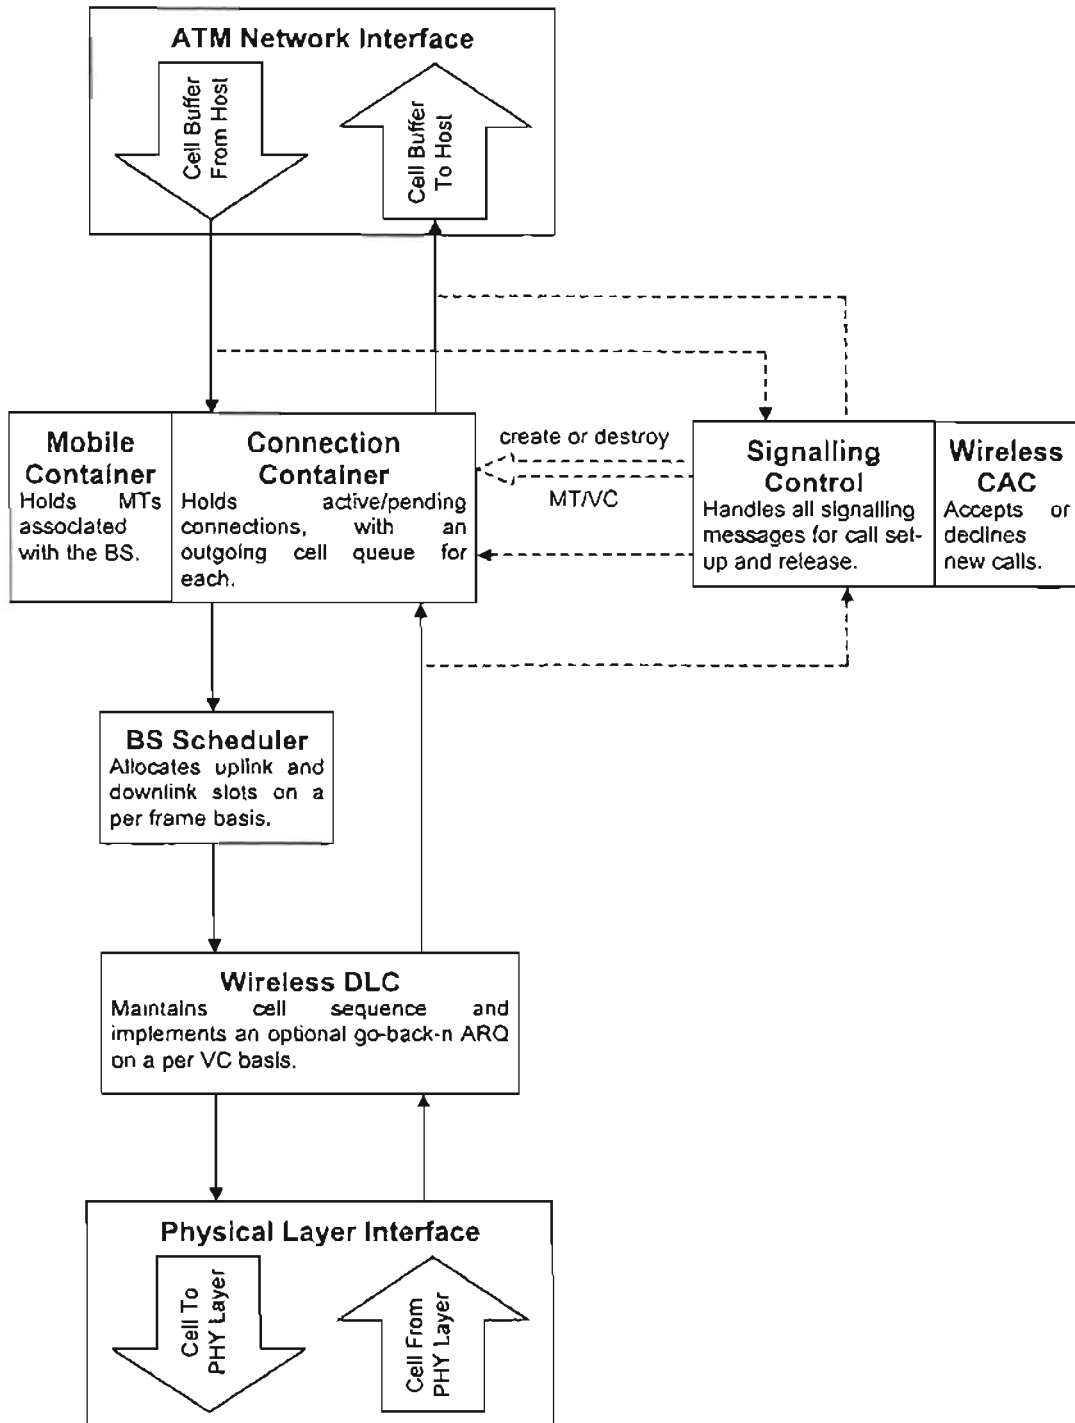 ATM Network Interface
Cell Buffer
From Host
Cell Buffer
To Host
Mobile
Container
Holds MTs
associated
with the BS.
Connection
Container
Holds active/pending
connections, with an
outgoing cell queue for
each.
create or destroy
MT/VC
Signalling
Control
Handles all signalling
messages for call set-
up and release.
Wireless
CAC
Accepts or
declines
new calls.
BS Scheduler
Allocates uplink and
downlink slots on a
per frame basis.
Wireless DLC
Maintains cell sequence and
implements an optional go-back-n ARQ
on a per VC basis.
Physical Layer Interface
Cell To
PHY Layer
Cell From
PHY Layer